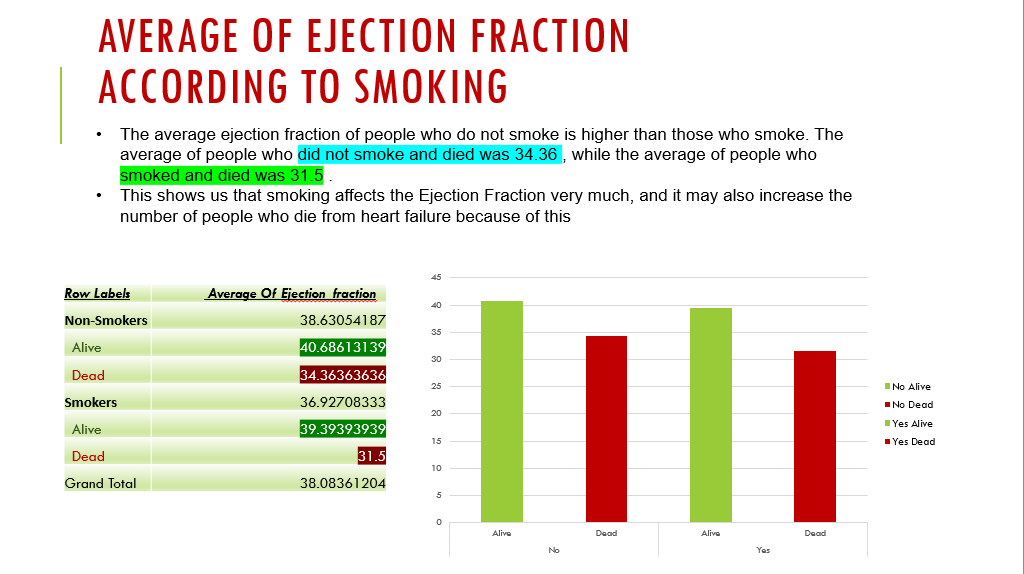 AVERAGE OF EJECTION FRACTION
ACCORDING TO SMOKING
• The average ejection fraction of people who do not smoke is higher than those who smoke. The
average of people who did not smoke and died was 34.36 , while the average of people who
smoked and died was 31.5 .
• This shows us that smoking affects the Ejection Fraction very much, and it may also increase the
number of people who die from heart failure because of this
Row Labels Average Of Ejection fraction
Non-Smokers 38.63054187
Alive 40.68613139
Dead 34.36363636
Smokers 36.92708333
Alive 39.39393939
Dead 31.5
Grand Total 38.08361204
45
40
35
30
25
20
15
10
5
0
Alive Dead Alive Dead
No Yes
No Alive
No Dead
Yes Alive
Yes Dead